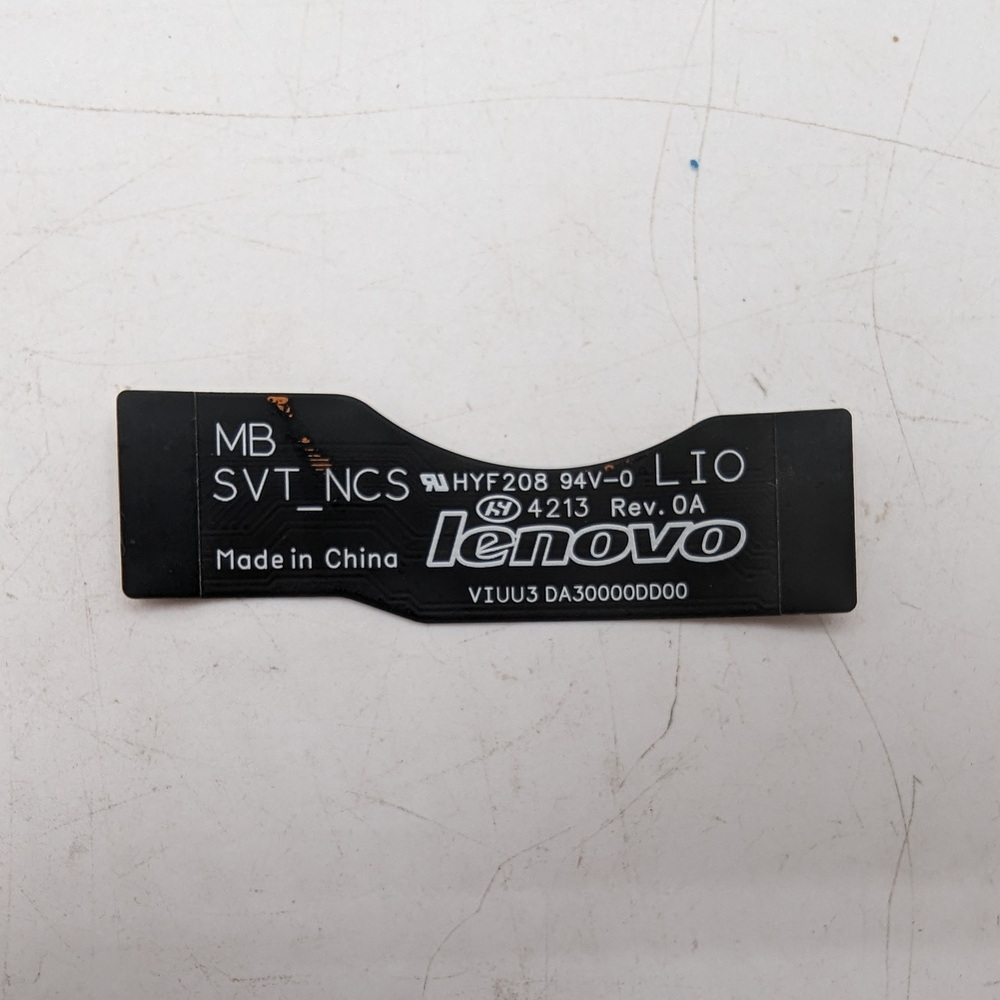 MB
SVT_NCS
HYF208 94V-0
LIO
4213 Rev. 0A
lenovo
Made in China
VIUU3 DA30000DD00